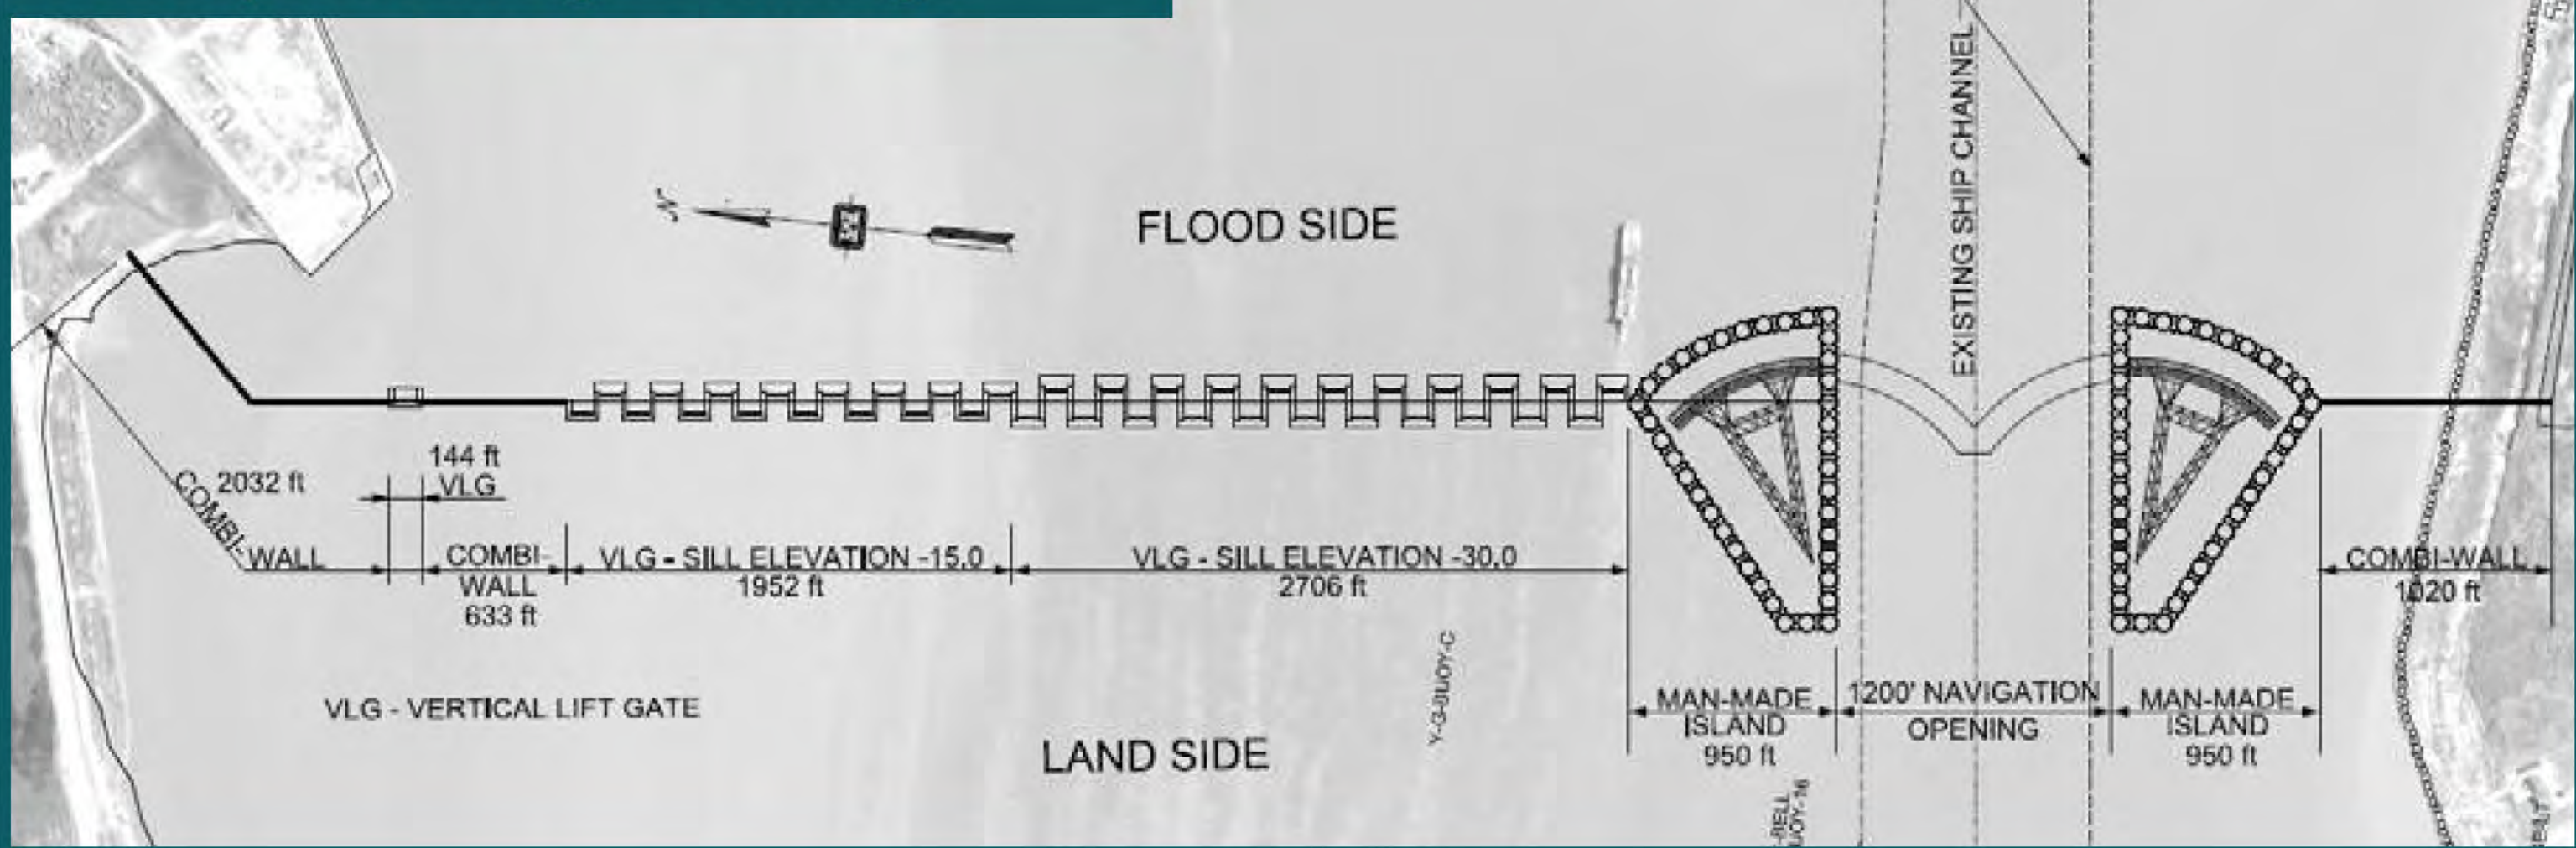 EXISTING SHIP CHANNEL
N
FLOOD SIDE
2032 ft
COMBI-WALL
144 ft
VLG
COMBI-
WALL
633 ft
VLG - SILL ELEVATION -15.0
1952 ft
VLG - SILL ELEVATION -30.0
2706 ft
COMBI-WALL
1020 ft
Y-G-BUOY-C
MAN-MADE
ISLAND
950 ft
1200' NAVIGATION
OPENING
MAN-MADE
ISLAND
950 ft
VLG - VERTICAL LIFT GATE
LAND SIDE